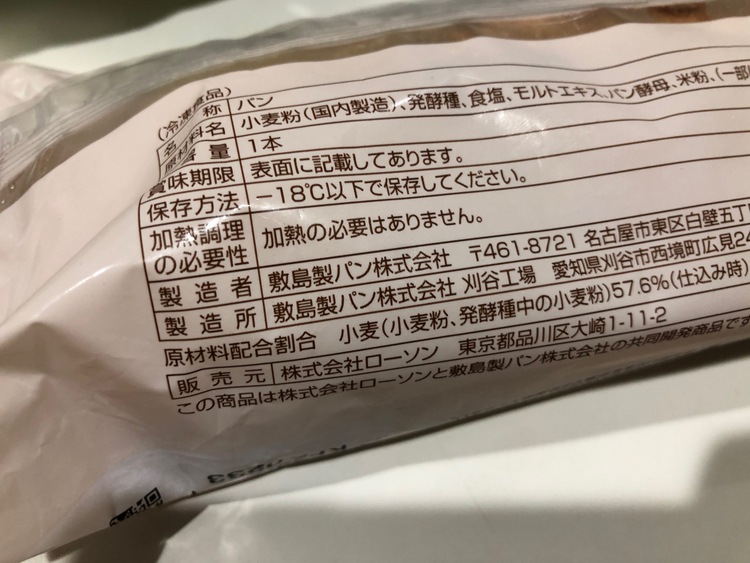 (冷凍食品)
名称 パン
原材料名 小麦粉(国内製造)、発酵種、食塩、モルトエキス、パン酵母、米粉、(一部
内容量 1本
賞味期限 表面に記載してあります。
保存方法 −18℃以下で保存してください。
加熱調理の必要性 加熱の必要はありません。
製造者 敷島製パン株式会社 〒461-8721 名古屋市東区白壁五丁
製造所 敷島製パン株式会社 刈谷工場 愛知県刈谷市西境町広見24
原材料配合割合 小麦(小麦粉、発酵種中の小麦粉)57.6%(仕込み時)
販売元 株式会社ローソン 東京都品川区大崎1-11-2
この商品は株式会社ローソンと敷島製パン株式会社の共同開発商品です